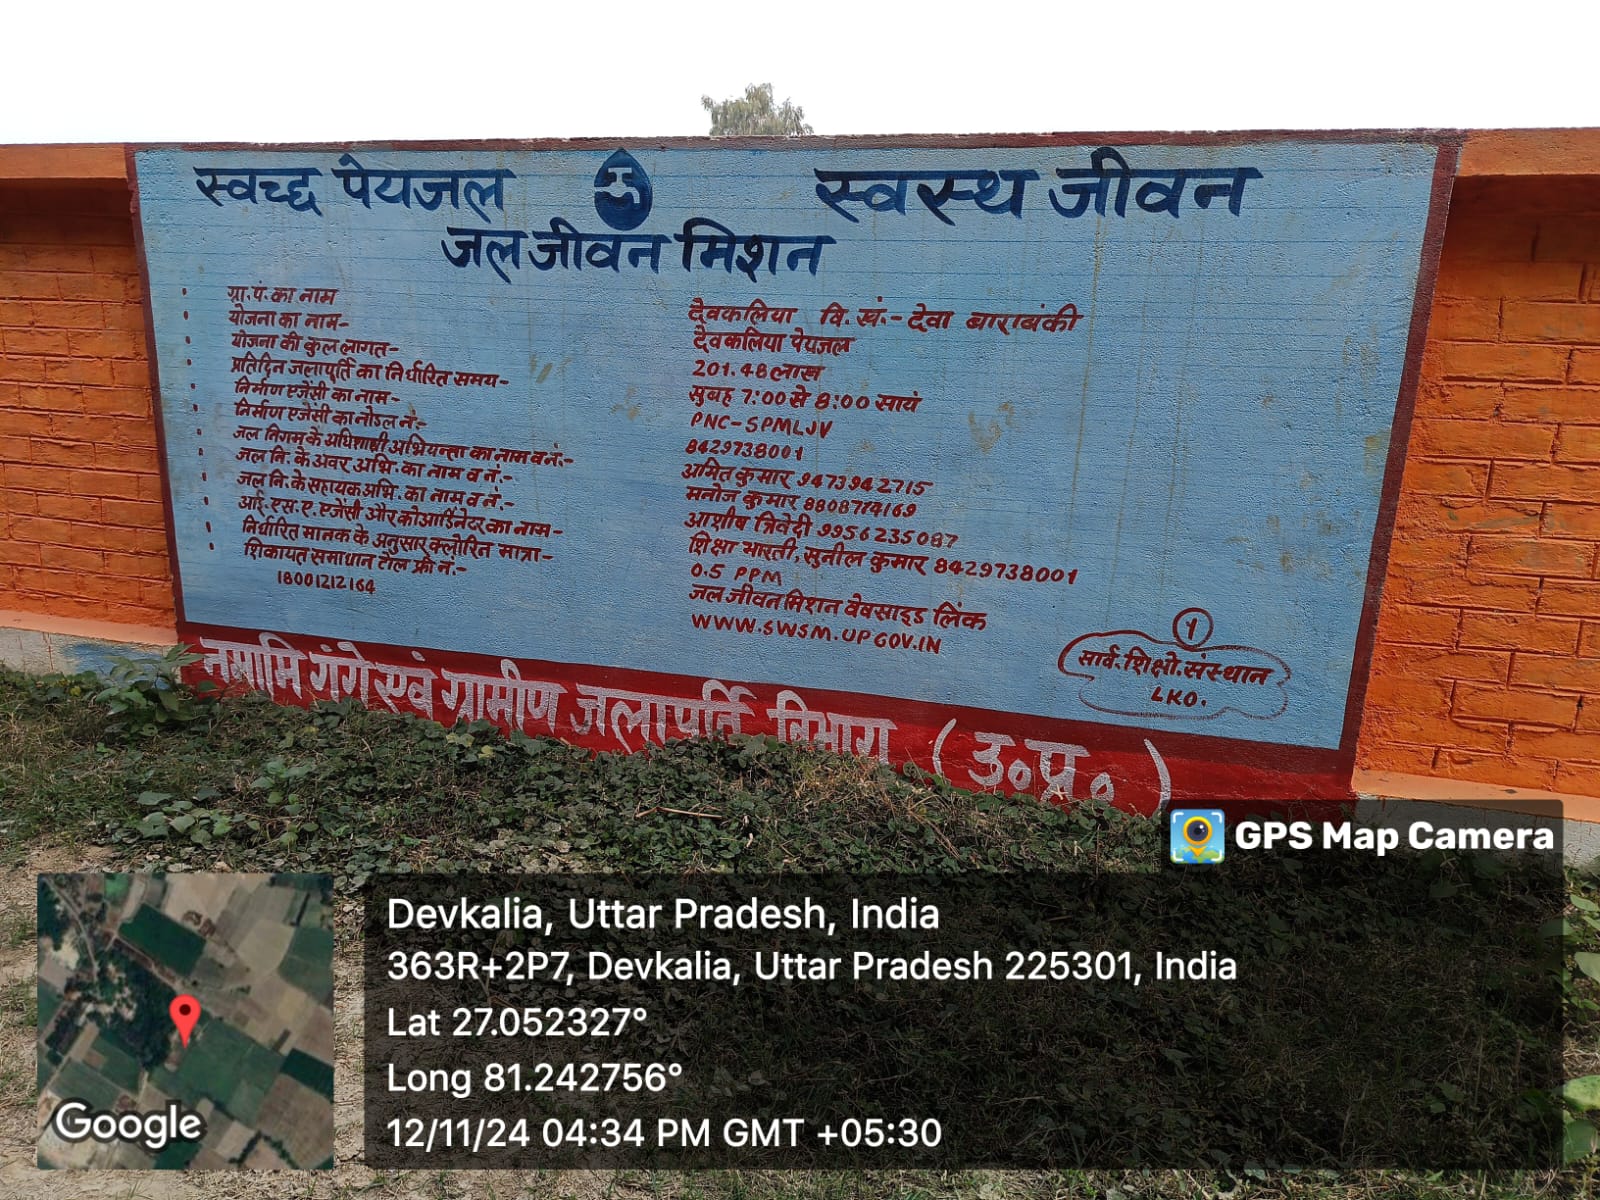 स्वच्छ पेयजल स्वस्थ जीवन
जल जीवन मिशन
ग्रा.पं.का नाम देवकलिया वि.खं.-देवा बाराबंकी
योजना का नाम- देवकलिया पेयजल
योजना की कुल लागत- 201.48 लाख
प्रतिदिन जलापूर्ति का निर्धारित समय- सुबह 7:00 से 8:00 सायं
निर्माण एजेंसी का नाम- PNC-SPMLJV
निर्माण एजेंसी का नोडल नं:- 8429738001
जल निगम के अधिशाषी अभियन्ता का नाम व नं:- अमित कुमार 9473942715
जल नि. के अवर अभि. का नाम व नं:- मनोज कुमार 8808774169
जल नि. के सहायक अभि. का नाम व नं:- आशीष त्रिवेदी 9956235087
आई.एस.ए. एजेंसी और कोआर्डिनेटर का नाम- शिक्षा भारती, सुनील कुमार 8429738001
निर्धारित मानक के अनुसार क्लोरिन मात्रा- 0.5 PPM
शिकायत समाधान टोल फ्री नं:- जल जीवन मिशन वेबसाइड लिंक
18001212164 WWW.SWSM.UPGOV.IN
सार्व.शिक्षो.संस्थान
LKO.
नमामि गंगे एवं ग्रामीण जलापूर्ति विभाग (उ०प्र०)
GPS Map Camera
Devkalia, Uttar Pradesh, India
363R+2P7, Devkalia, Uttar Pradesh 225301, India
Lat 27.052327°
Long 81.242756°
12/11/24 04:34 PM GMT +05:30
Google